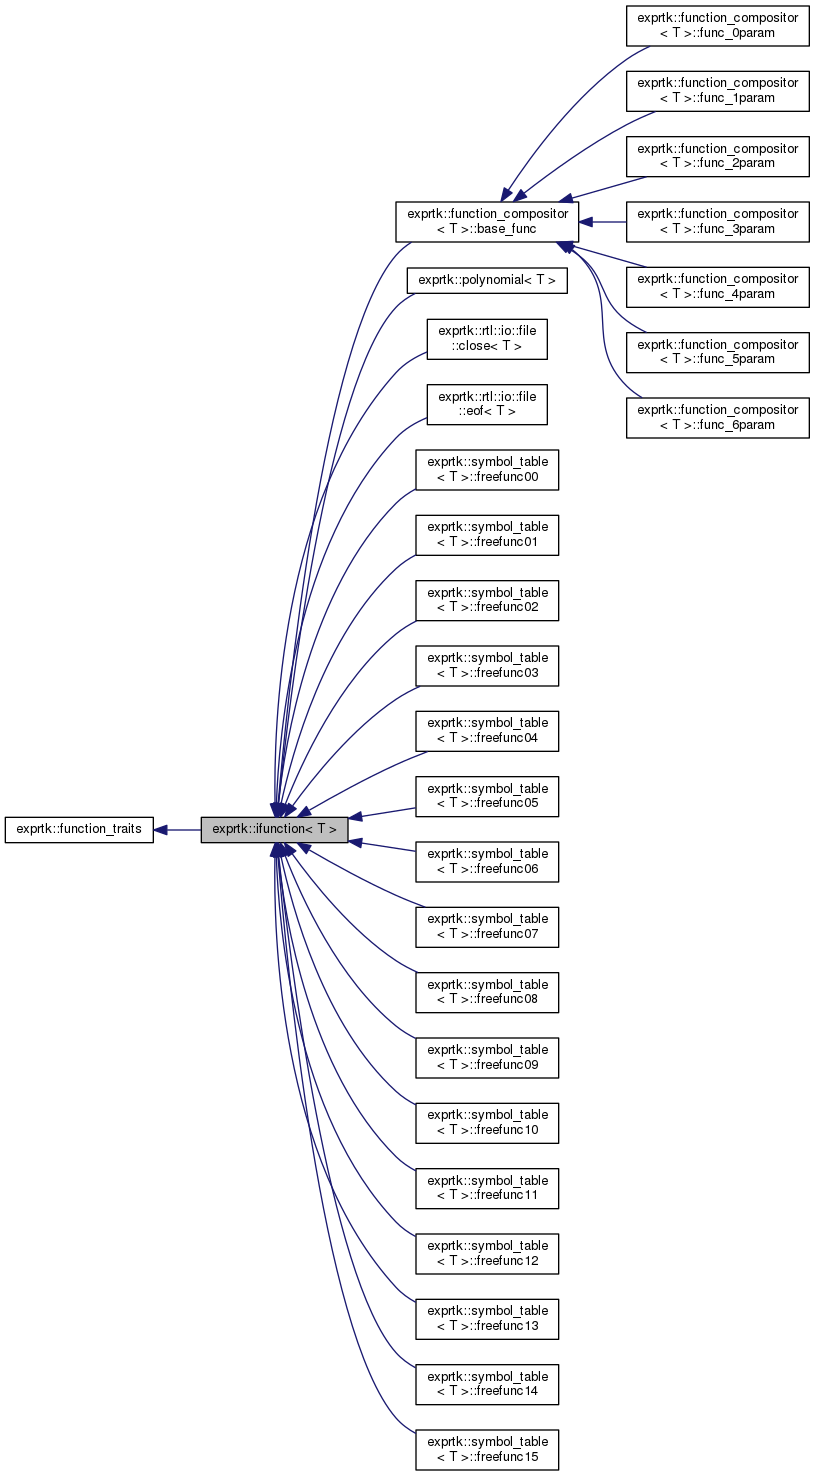 exprtk::function_compositor
< T >::func_0param
exprtk::function_compositor
< T >::func_1param
exprtk::function_compositor
< T >::func_2param
exprtk::function_compositor
< T >::base_func
exprtk::function_compositor
< T >::func_3param
exprtk::polynomial< T >
exprtk::function_compositor
< T >::func_4param
exprtk::rtl::io::file
::close< T >
exprtk::function_compositor
< T >::func_5param
exprtk::rtl::io::file
::eof< T >
exprtk::function_compositor
< T >::func_6param
exprtk::symbol_table
< T >::freefunc00
exprtk::symbol_table
< T >::freefunc01
exprtk::symbol_table
< T >::freefunc02
exprtk::symbol_table
< T >::freefunc03
exprtk::symbol_table
< T >::freefunc04
exprtk::symbol_table
< T >::freefunc05
exprtk::function_traits
exprtk::ifunction< T >
exprtk::symbol_table
< T >::freefunc06
exprtk::symbol_table
< T >::freefunc07
exprtk::symbol_table
< T >::freefunc08
exprtk::symbol_table
< T >::freefunc09
exprtk::symbol_table
< T >::freefunc10
exprtk::symbol_table
< T >::freefunc11
exprtk::symbol_table
< T >::freefunc12
exprtk::symbol_table
< T >::freefunc13
exprtk::symbol_table
< T >::freefunc14
exprtk::symbol_table
< T >::freefunc15